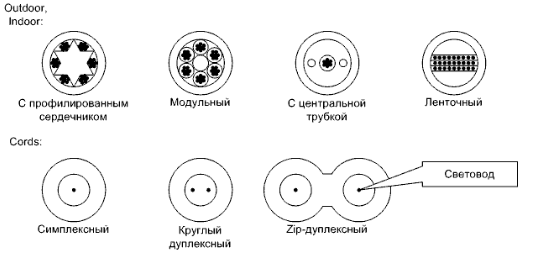 Outdoor,
Indoor:
С профилированным
сердечником
Модульный
С центральной
трубкой
Ленточный
Cords:
Световод
Симплексный
Круглый
дуплексный
Zip-дуплексный